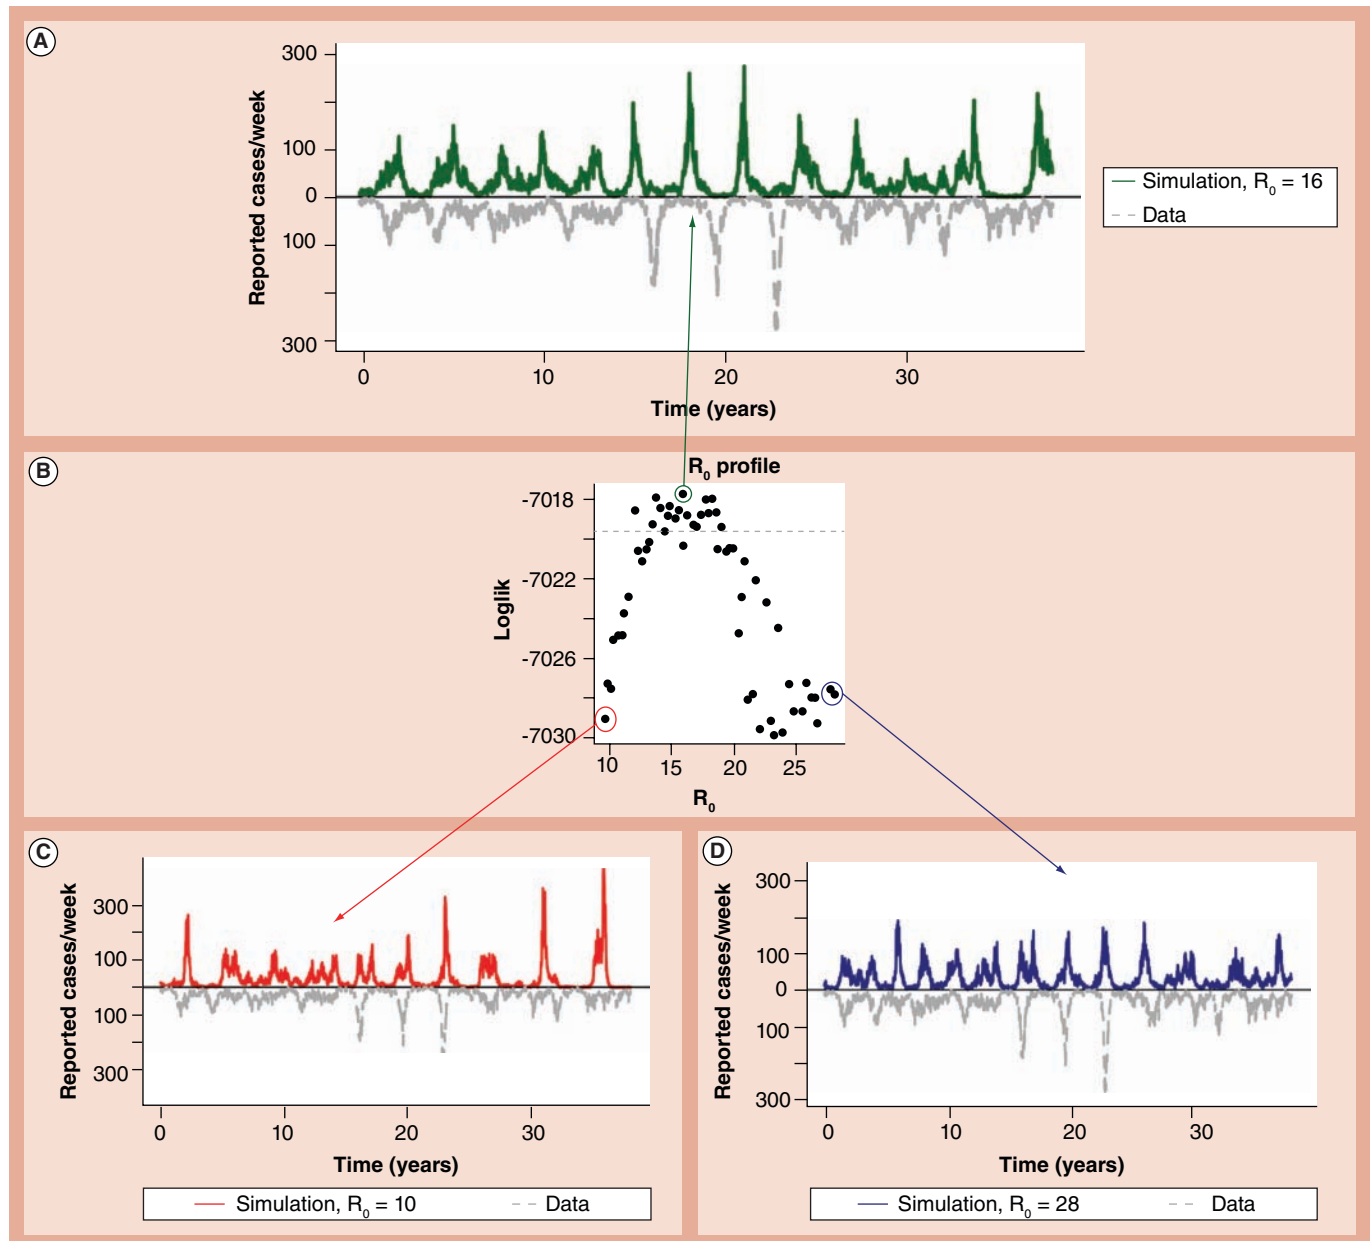 A
Reported cases/week
300
100
0
100
300
0 10 20 30
Time (years)
Simulation, R0 = 16
Data
B
R0 profile
Loglik
-7018
-7022
-7026
-7030
10 15 20 25
R0
C
Reported cases/week
300
100
100
300
0 10 20 30
Time (years)
Simulation, R0 = 10 Data
D
Reported cases/week
300
100
0
100
300
0 10 20 30
Time (years)
Simulation, R0 = 28 Data